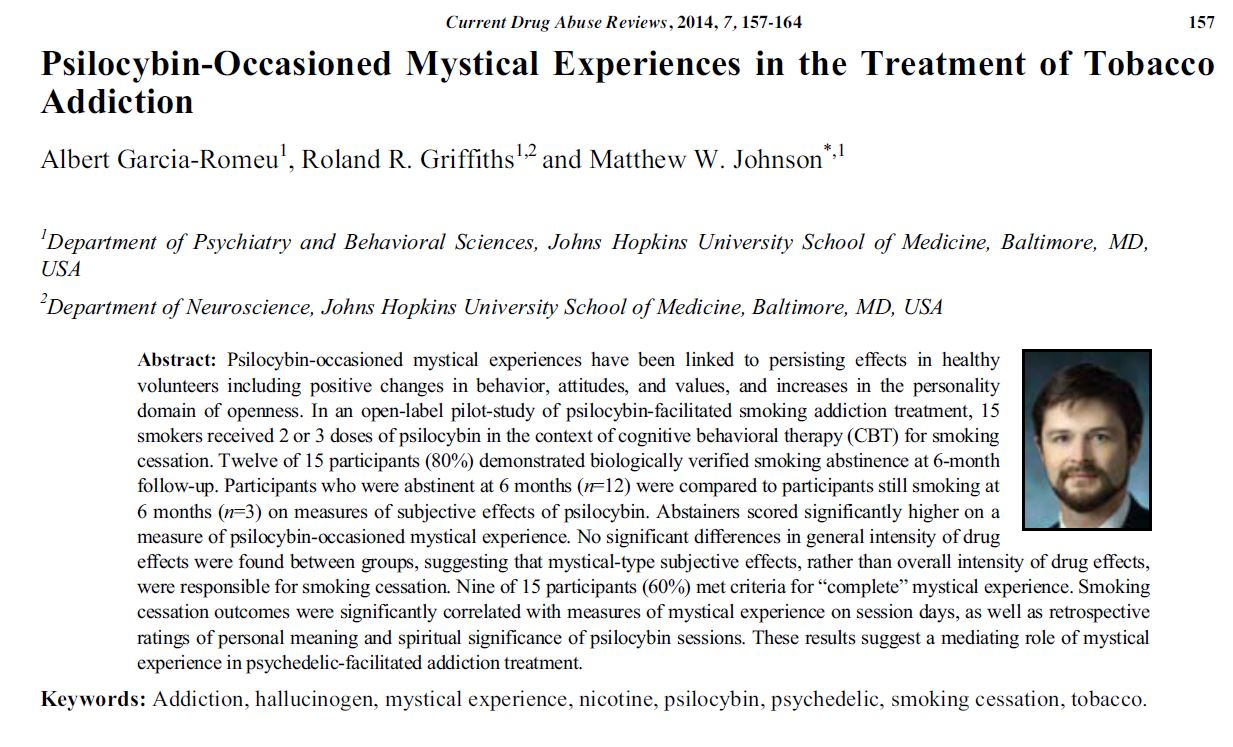 Current Drug Abuse Reviews, 2014, 7, 157-164 157
Psilocybin-Occasioned Mystical Experiences in the Treatment of Tobacco
Addiction
Albert Garcia-Romeu1, Roland R. Griffiths1,2 and Matthew W. Johnson*,1
1Department of Psychiatry and Behavioral Sciences, Johns Hopkins University School of Medicine, Baltimore, MD,
USA
2Department of Neuroscience, Johns Hopkins University School of Medicine, Baltimore, MD, USA
Abstract: Psilocybin-occasioned mystical experiences have been linked to persisting effects in healthy
volunteers including positive changes in behavior, attitudes, and values, and increases in the personality
domain of openness. In an open-label pilot-study of psilocybin-facilitated smoking addiction treatment, 15
smokers received 2 or 3 doses of psilocybin in the context of cognitive behavioral therapy (CBT) for smoking
cessation. Twelve of 15 participants (80%) demonstrated biologically verified smoking abstinence at 6-month
follow-up. Participants who were abstinent at 6 months (n=12) were compared to participants still smoking at
6 months (n=3) on measures of subjective effects of psilocybin. Abstainers scored significantly higher on a
measure of psilocybin-occasioned mystical experience. No significant differences in general intensity of drug
effects were found between groups, suggesting that mystical-type subjective effects, rather than overall intensity of drug effects,
were responsible for smoking cessation. Nine of 15 participants (60%) met criteria for “complete” mystical experience. Smoking
cessation outcomes were significantly correlated with measures of mystical experience on session days, as well as retrospective
ratings of personal meaning and spiritual significance of psilocybin sessions. These results suggest a mediating role of mystical
experience in psychedelic-facilitated addiction treatment.
Keywords: Addiction, hallucinogen, mystical experience, nicotine, psilocybin, psychedelic, smoking cessation, tobacco.